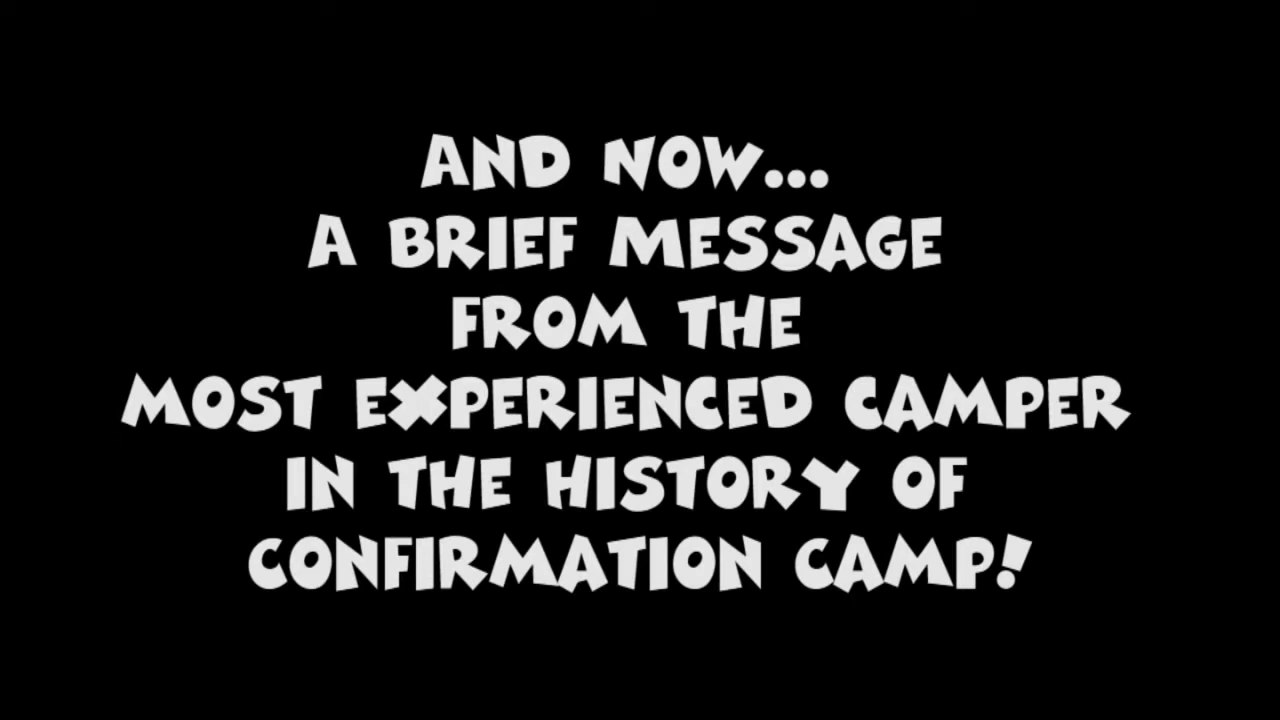 AND NOW...
A BRIEF MESSAGE
FROM THE
MOST EXPERIENCED CAMPER
IN THE HISTORY OF
CONFIRMATION CAMP!